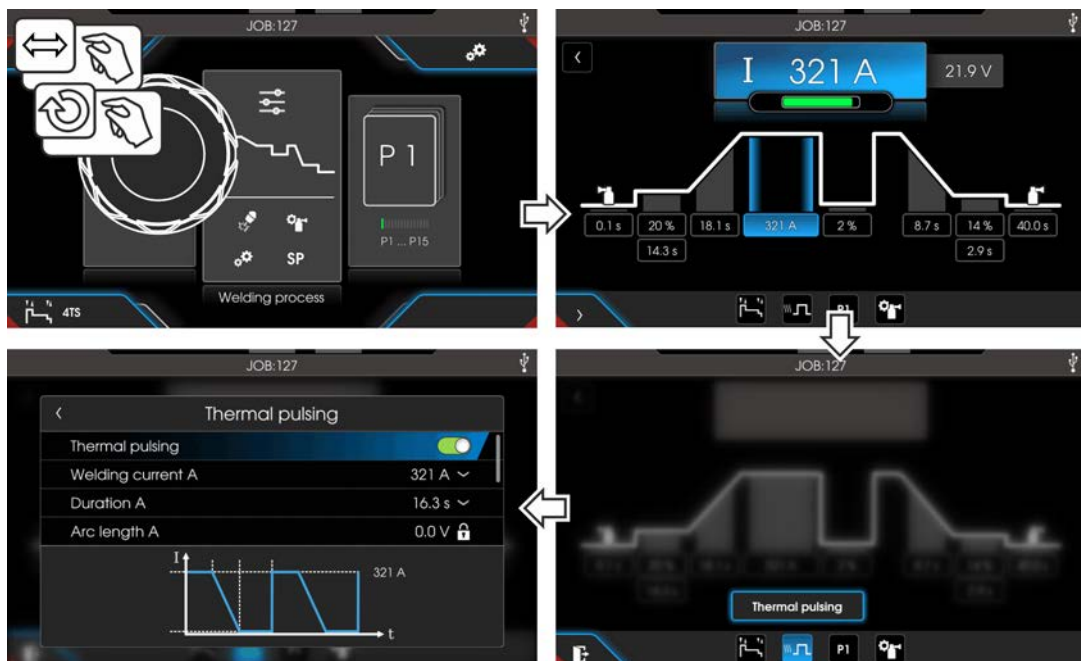 JOB:127
P 1
P1 ... P15
SP
Welding process
4TS
JOB:127
I 321 A
21.9 V
0.1 s 20 % 18.1 s 321 A 2 % 8.7 s 14 % 40.0 s
14.3 s 2.9 s
P1
JOB:127
Thermal pulsing
Thermal pulsing
Welding current A 321 A
Duration A 16.3 s
Arc length A 0.0 V
I
321 A
t
JOB:127
Thermal pulsing
P1